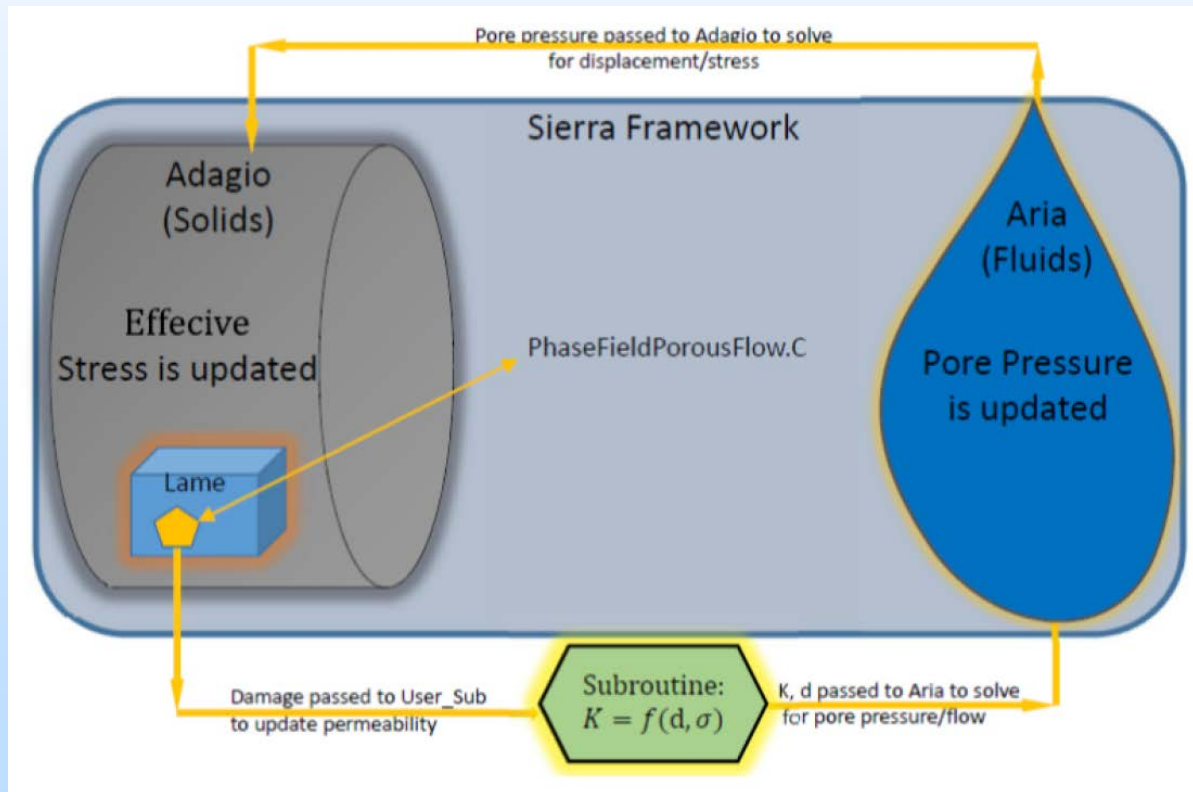 Pore pressure passed to Adagio to solve
for displacement/stress
Sierra Framework
Adagio
(Solids)
Effecive
Stress is updated
Lame
PhaseFieldPorousFlow.C
Aria
(Fluids)
Pore Pressure
is updated
Damage passed to User_Sub
to update permeability
Subroutine:
K = f(d, σ)
K, d passed to Aria to solve
for pore pressure/flow